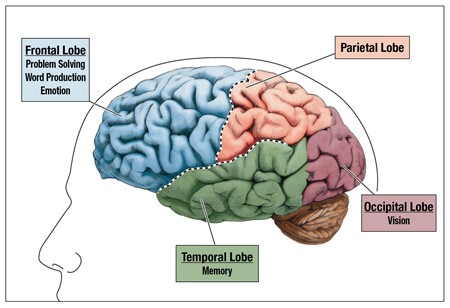 Frontal Lobe
Problem Solving
Word Production
Emotion
Parietal Lobe
Occipital Lobe
Vision
Temporal Lobe
Memory